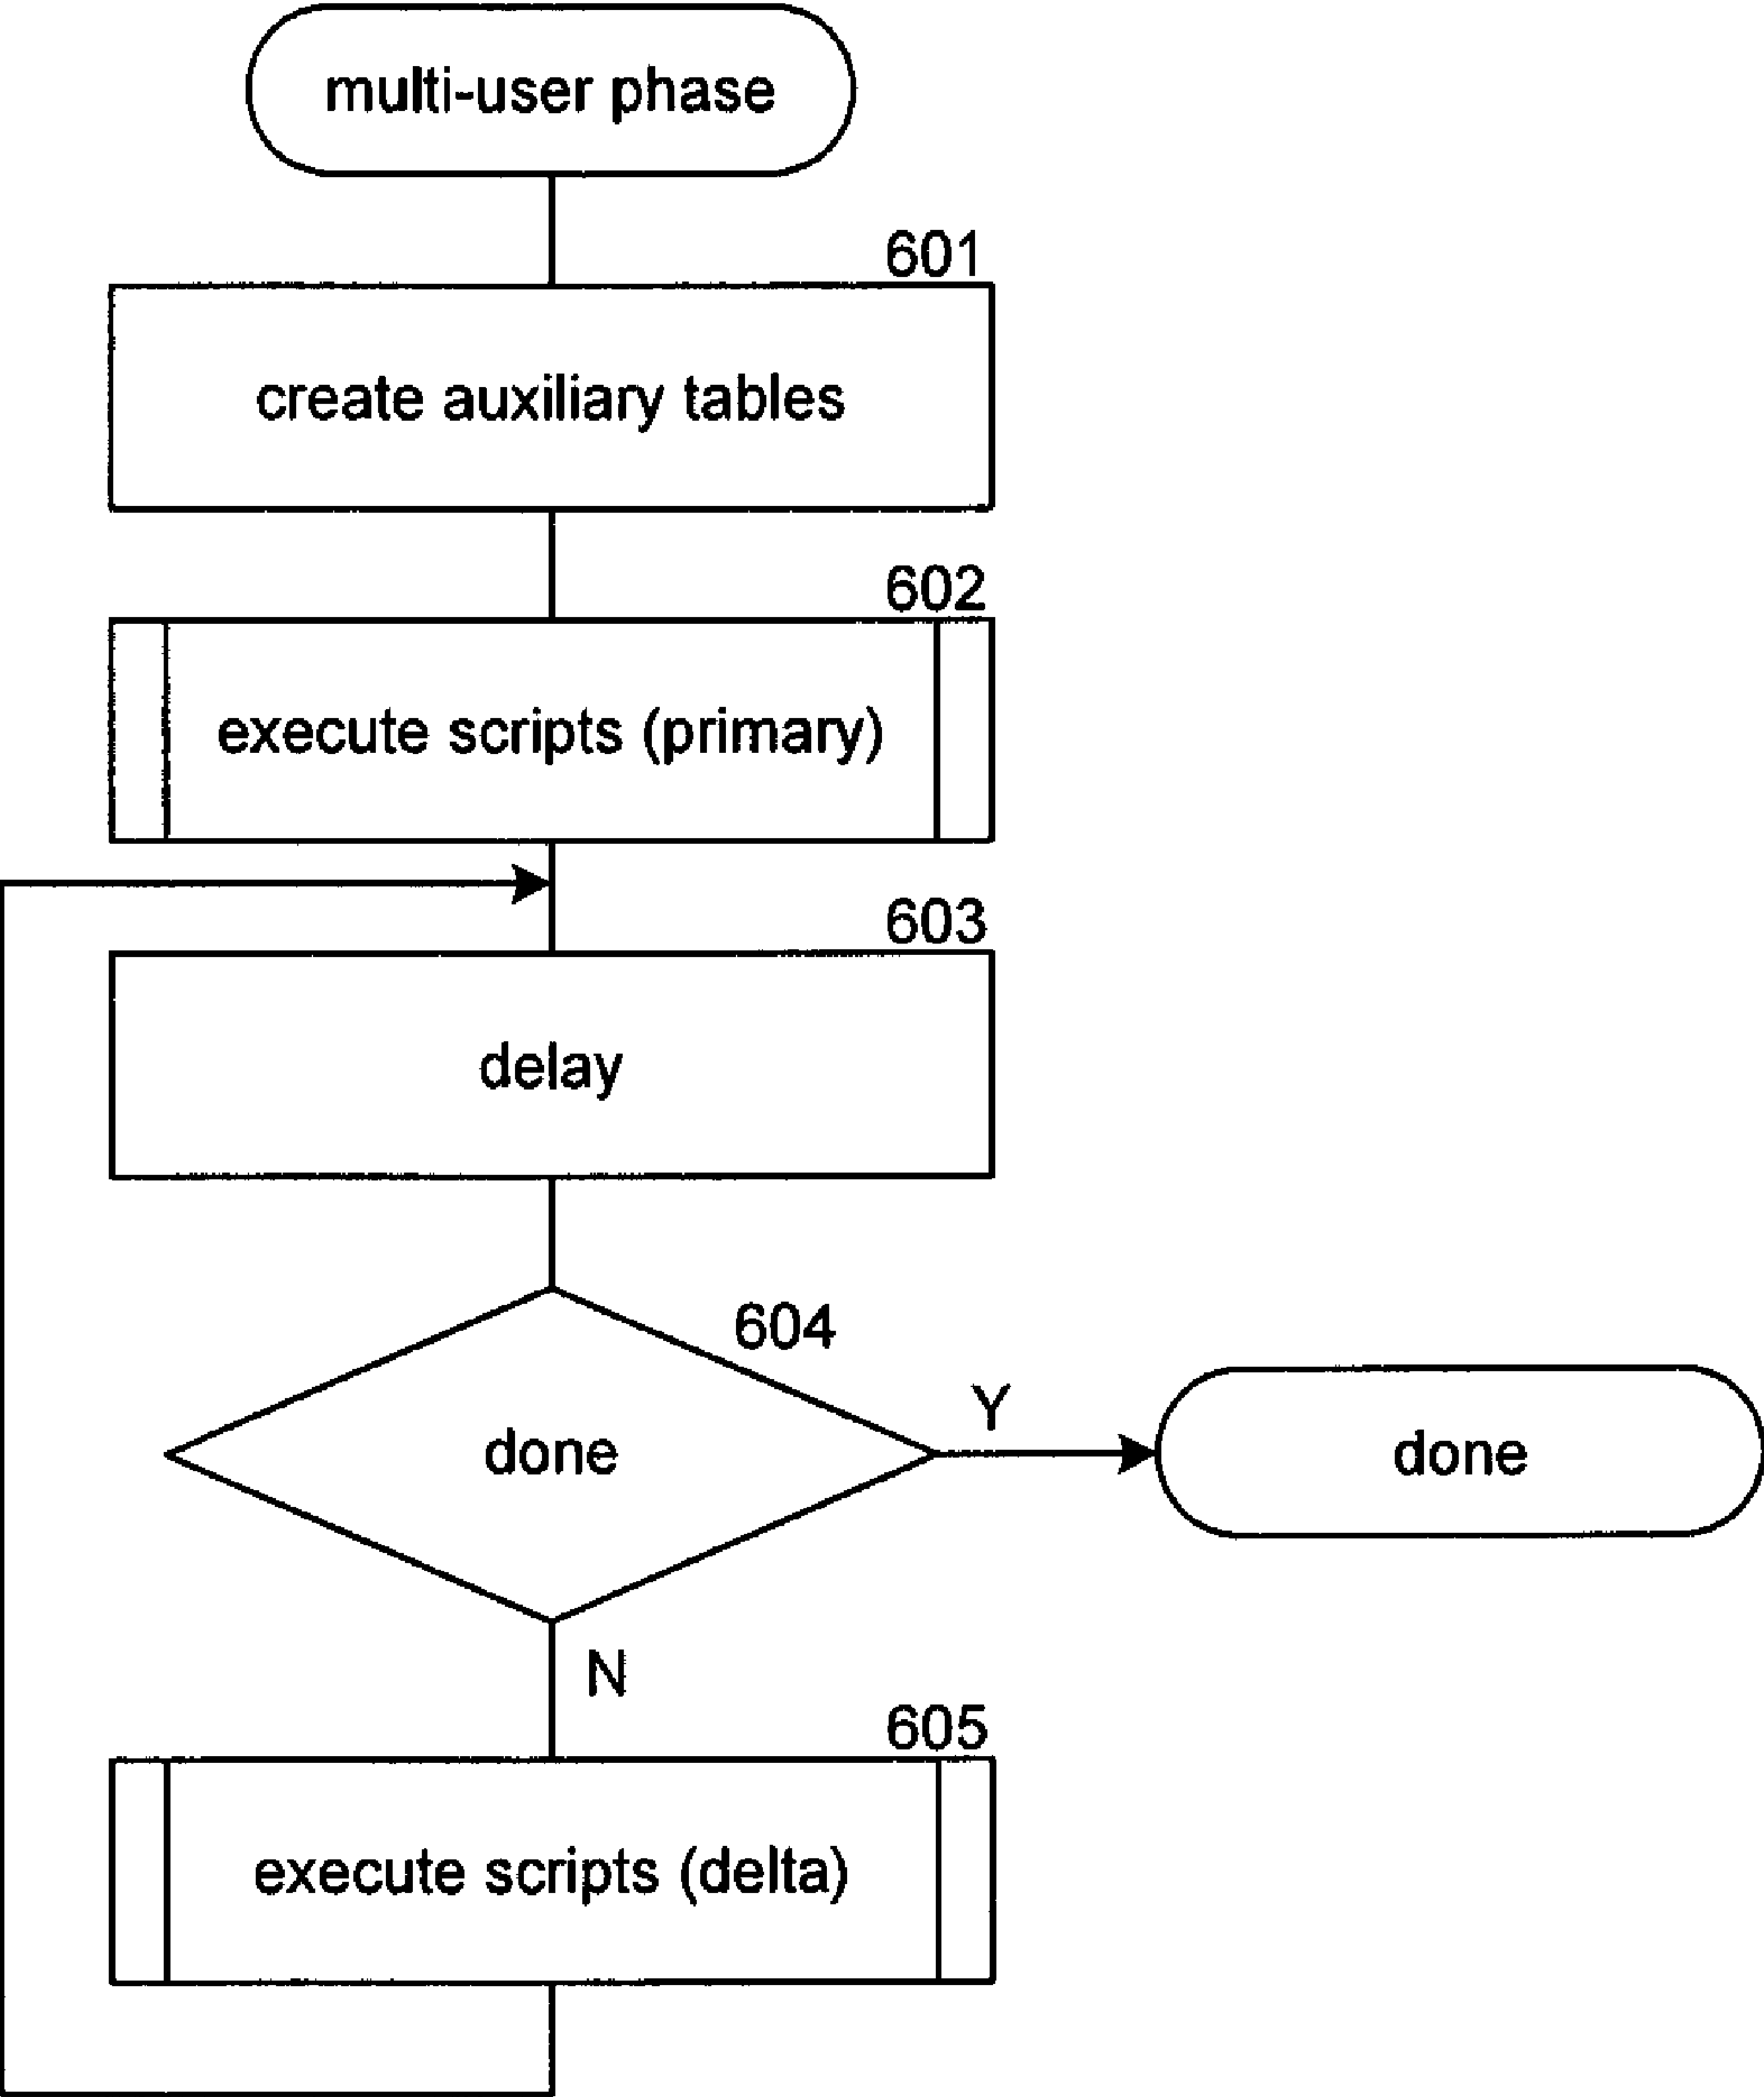 multi-user phase
601
create auxiliary tables
602
execute scripts (primary)
603
delay
604
done
Y
done
N
605
execute scripts (delta)